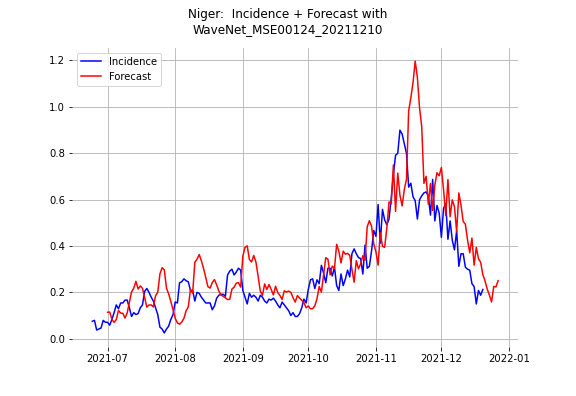 Niger:  Incidence + Forecast with
WaveNet_MSE00124_20211210
Incidence
Forecast
1.2
1.0
0.8
0.6
0.4
0.2
0.0
2021-07 2021-08 2021-09 2021-10 2021-11 2021-12 2022-01